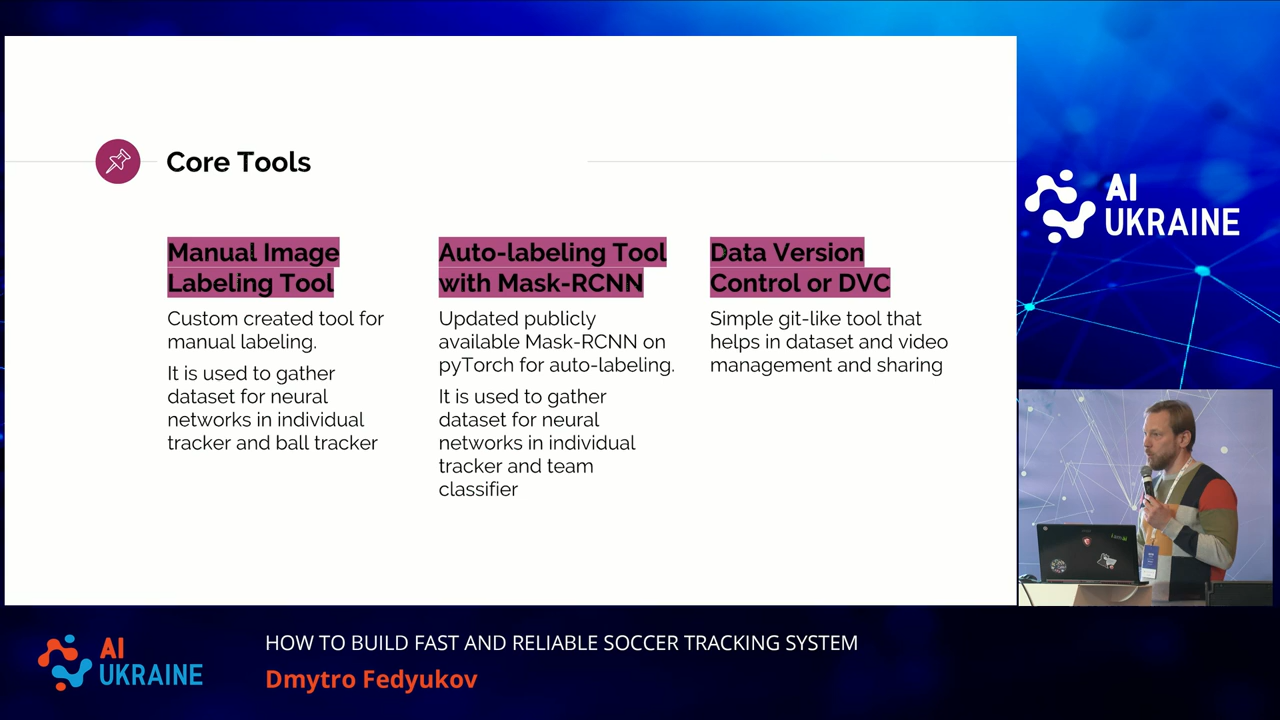 Core Tools
Manual Image
Labeling Tool
Custom created tool for
manual labeling.
It is used to gather
dataset for neural
networks in individual
tracker and ball tracker
Auto-labeling Tool
with Mask-RCNN
Updated publicly
available Mask-RCNN on
pyTorch for auto-labeling.
It is used to gather
dataset for neural
networks in individual
tracker and team
classifier
Data Version
Control or DVC
Simple git-like tool that
helps in dataset and video
management and sharing
AI
UKRAINE
AI
UKRAINE
HOW TO BUILD FAST AND RELIABLE SOCCER TRACKING SYSTEM
Dmytro Fedyukov